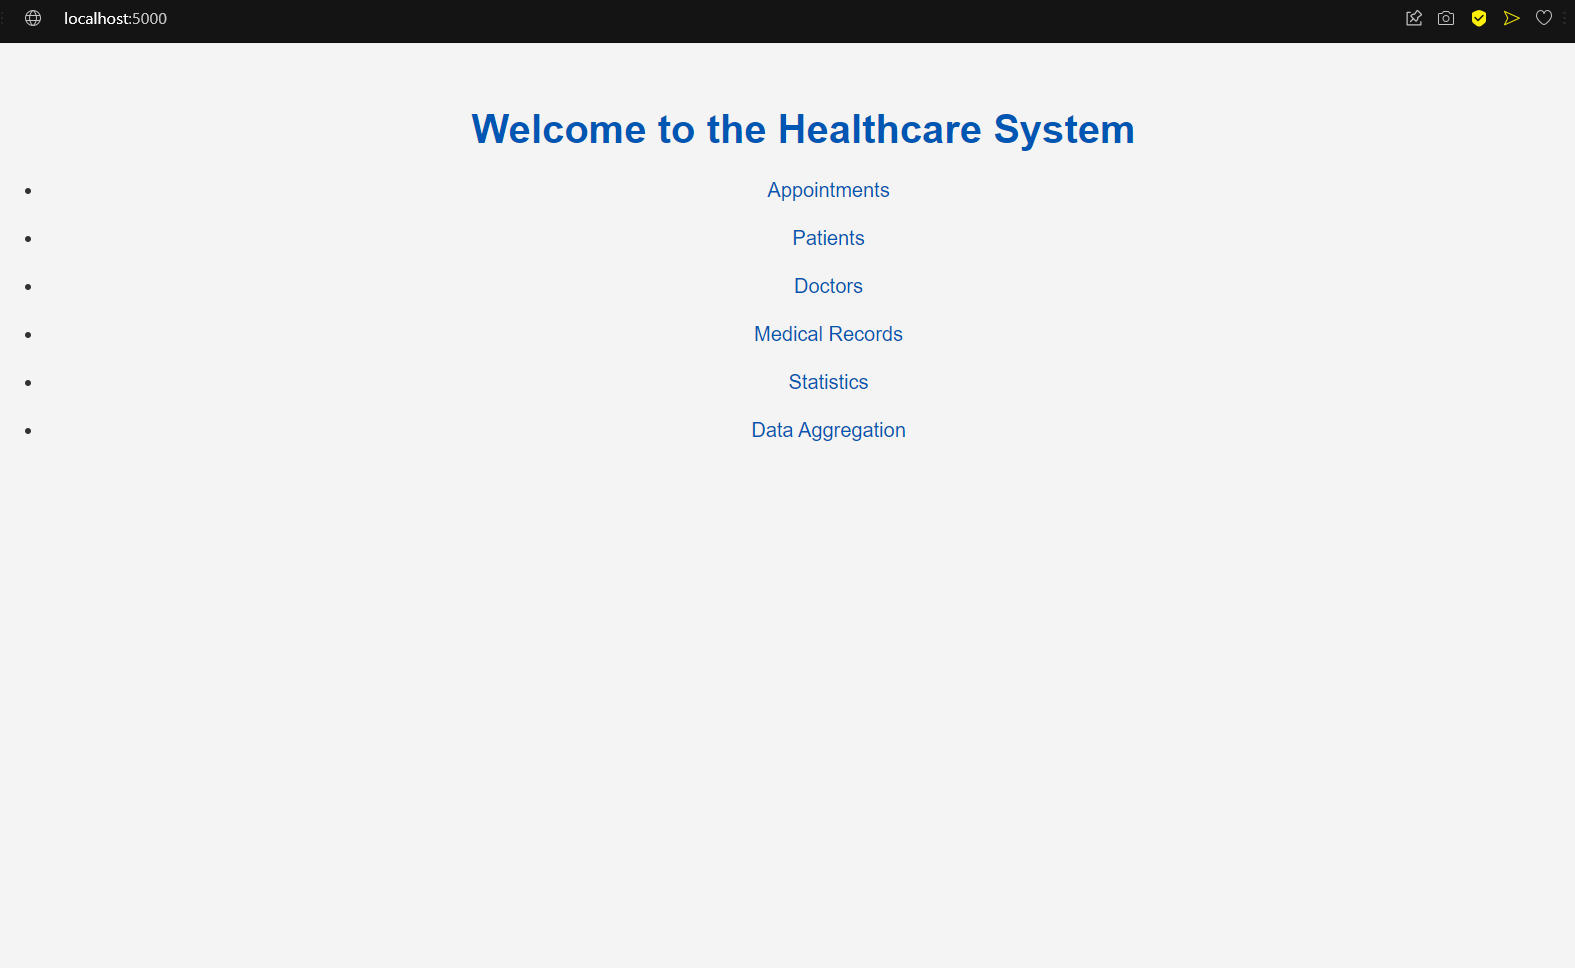 localhost:5000
Welcome to the Healthcare System
Appointments
Patients
Doctors
Medical Records
Statistics
Data Aggregation